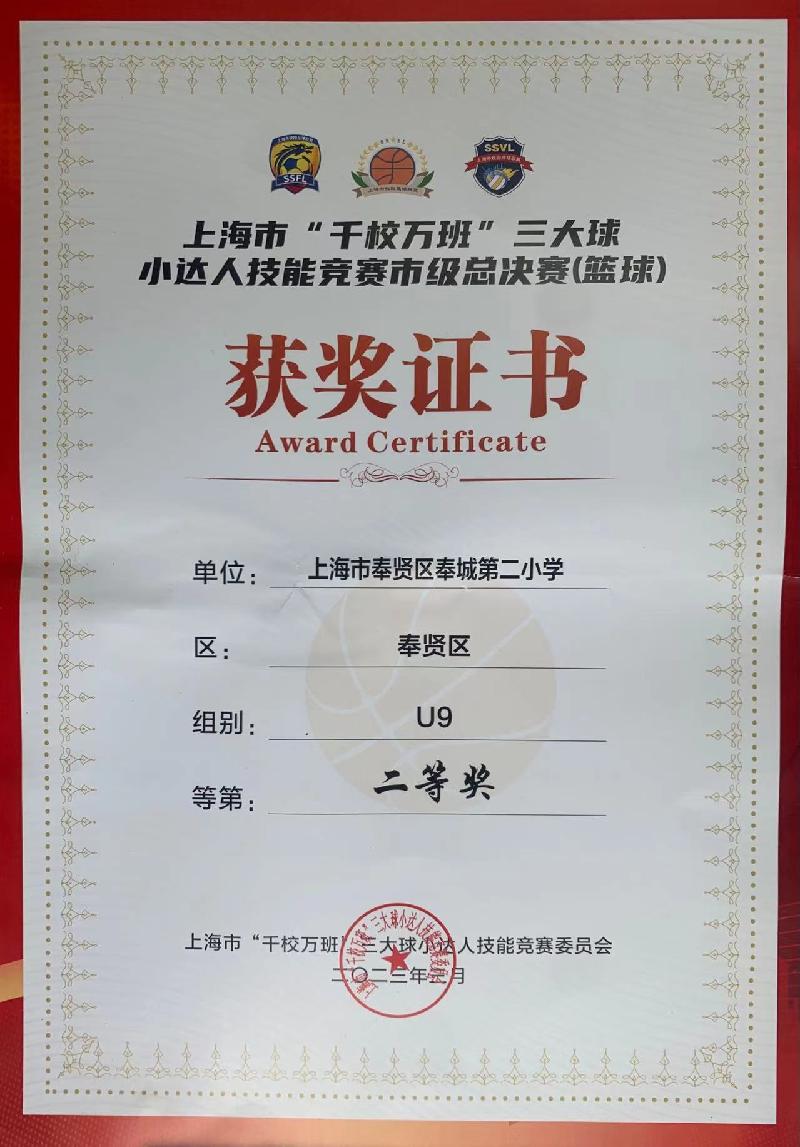 SSFL
SSVL
上海市“千校万班”三大球
小达人技能竞赛市级总决赛(篮球)
获奖证书
Award Certificate
单位：上海市奉贤区奉城第二小学
区：奉贤区
组别：U9
等第：二等奖
上海市“千校万班”三大球小达人技能竞赛委员会
二〇二三年 月